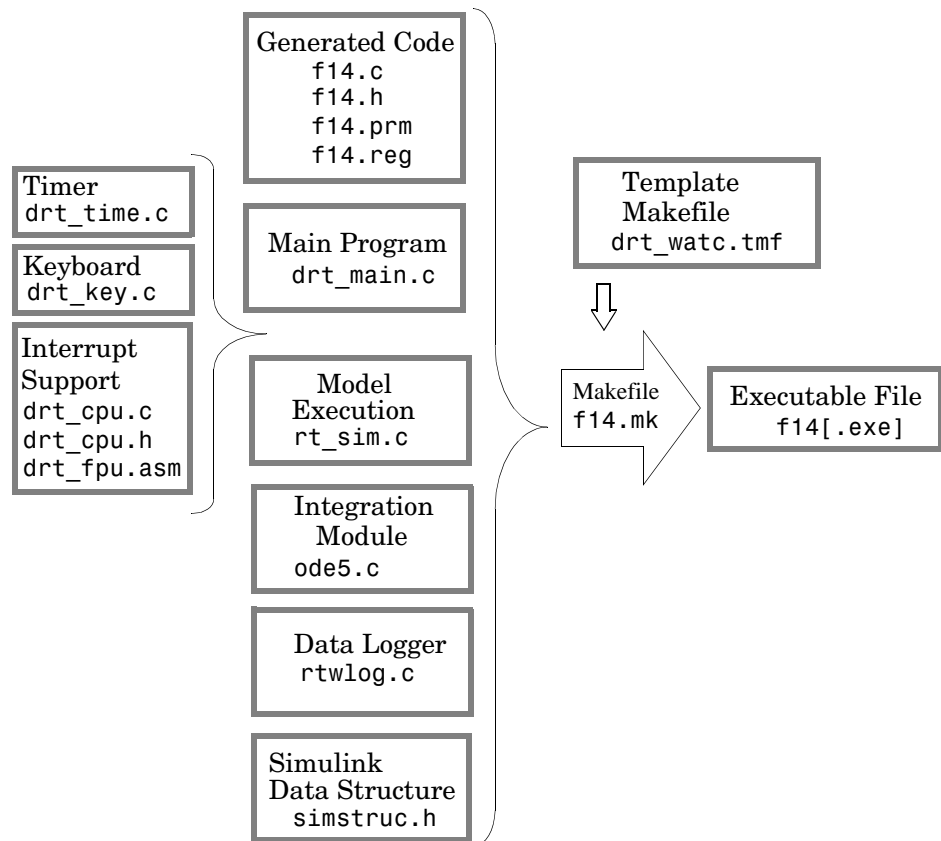 Timer
drt_time.c
Keyboard
drt_key.c
Interrupt
Support
drt_cpu.c
drt_cpu.h
drt_fpu.asm
Generated Code
f14.c
f14.h
f14.prm
f14.reg
Main Program
drt_main.c
Model
Execution
rt_sim.c
Integration
Module
ode5.c
Data Logger
rtwlog.c
Simulink
Data Structure
simstruc.h
Template
Makefile
drt_watc.tmf
Makefile
f14.mk
Executable File
f14[.exe]